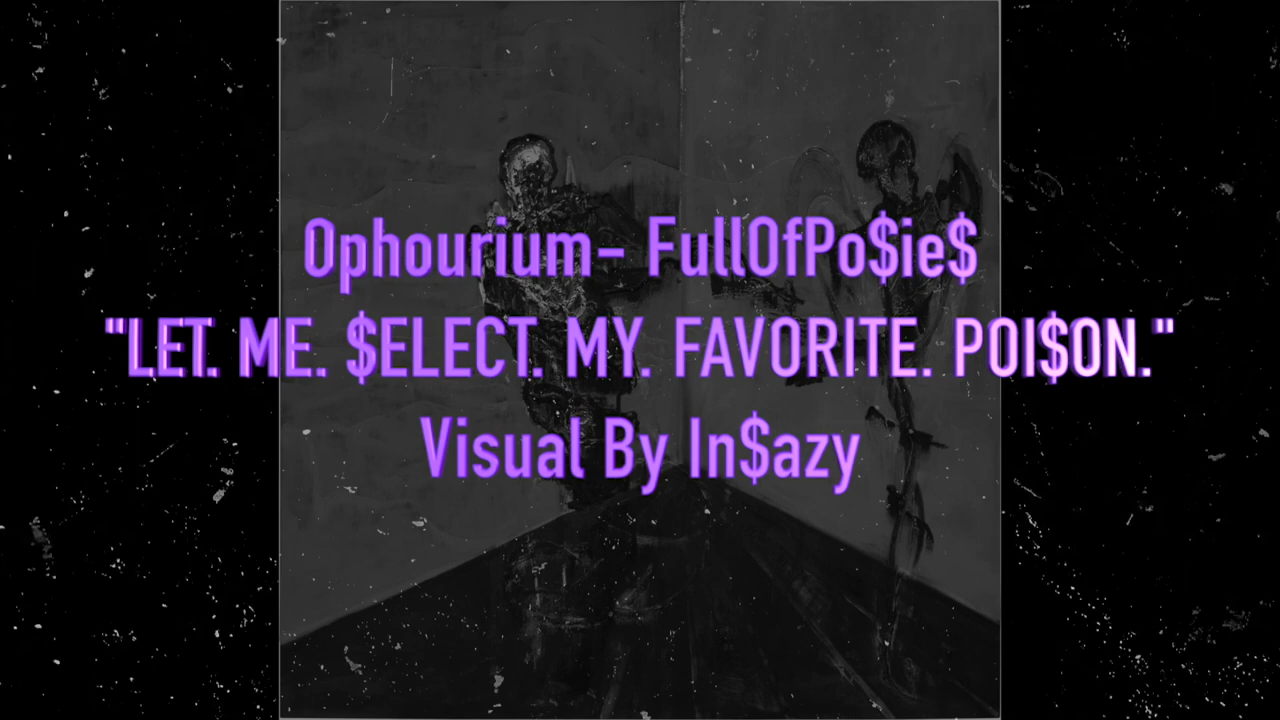 Ophourium- FullOfPo$ie$
"LET. ME. $ELECT. MY. FAVORITE. POI$ON."
Visual By In$azy